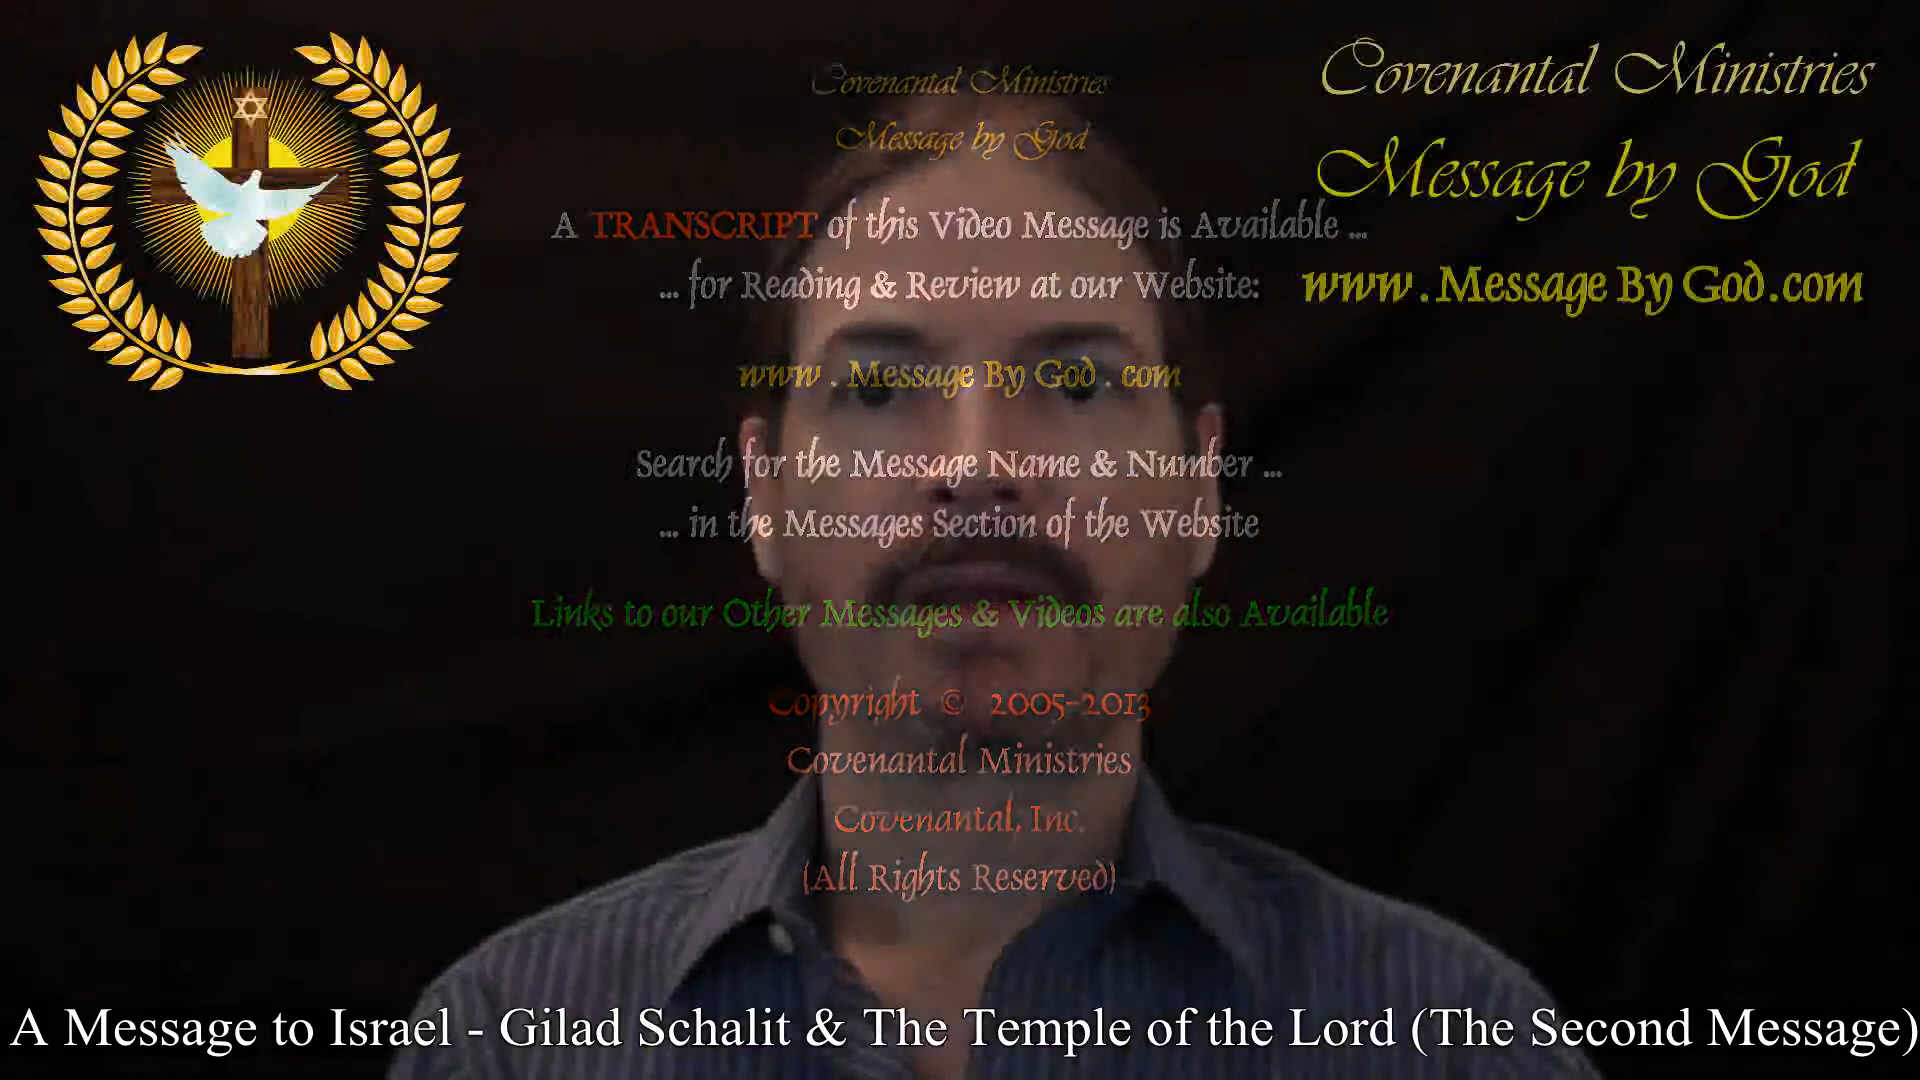 Covenantal Ministries
Message by God
www.MessageByGod.com
Covenantal Ministries
Message by God
A TRANSCRIPT of this Video Message is Available ...
... for Reading & Review at our Website:
www . Message By God . com
Search for the Message Name & Number ...
... in the Messages Section of the Website
Links to our Other Messages & Videos are also Available
Copyright © 2005-2013
Covenantal Ministries
Covenantal, Inc.
(All Rights Reserved)
A Message to Israel - Gilad Schalit & The Temple of the Lord (The Second Message)